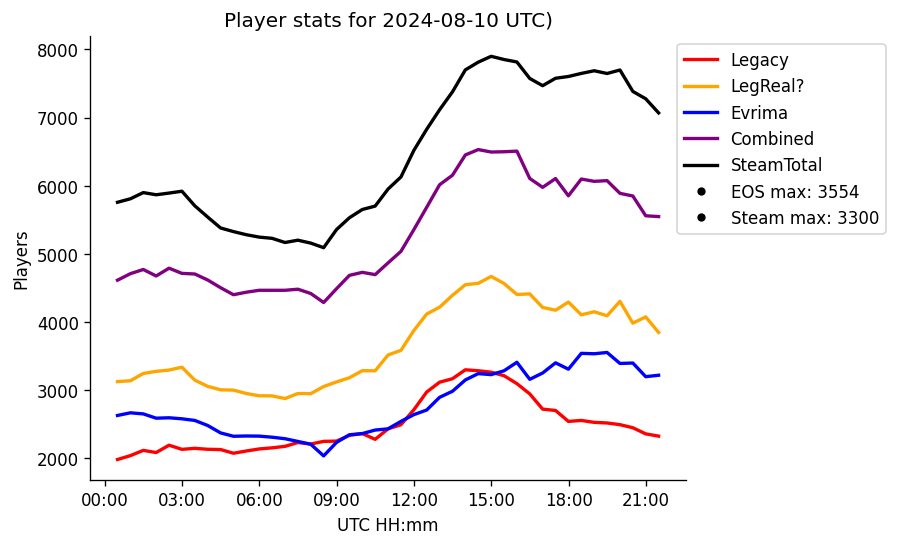 Player stats for 2024-08-10 UTC)
8000
7000
6000
5000
4000
3000
2000
Players
00:00 03:00 06:00 09:00 12:00 15:00 18:00 21:00
UTC HH:mm
Legacy
LegReal?
Evrima
Combined
SteamTotal
EOS max: 3554
Steam max: 3300